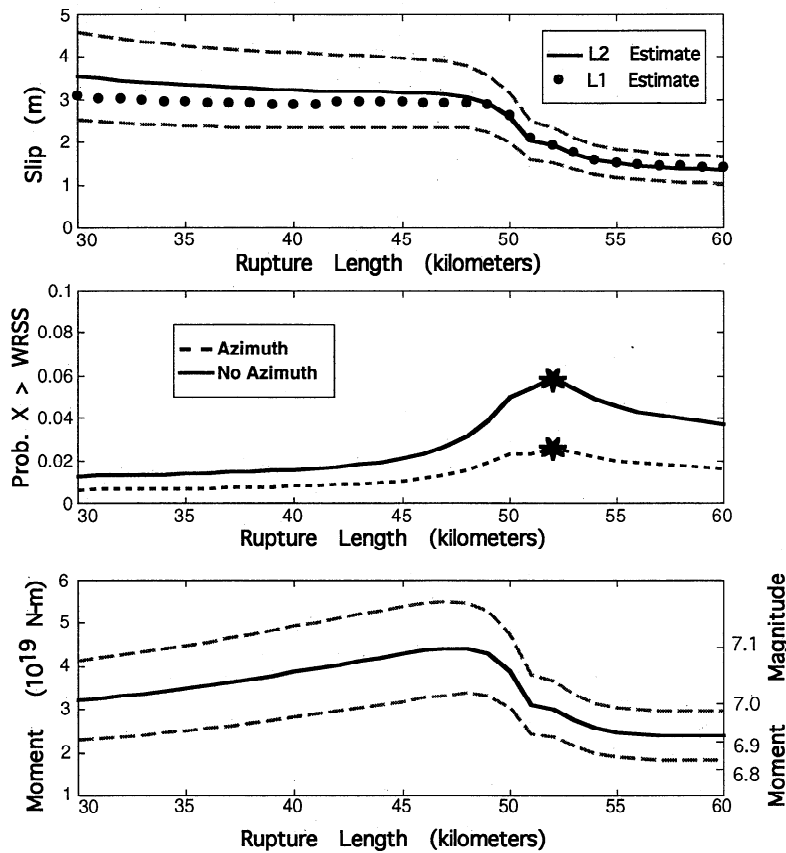 5
4
3
2
1
0
Slip (m)
L2 Estimate
L1 Estimate
30 35 40 45 50 55 60
Rupture Length (kilometers)
0.1
0.08
0.06
0.04
0.02
0
Prob. X > WRSS
Azimuth
No Azimuth
30 35 40 45 50 55 60
Rupture Length (kilometers)
6
5
4
3
2
1
Moment (10^19 N-m)
7.1
7.0
6.9
6.8
Moment Magnitude
30 35 40 45 50 55 60
Rupture Length (kilometers)